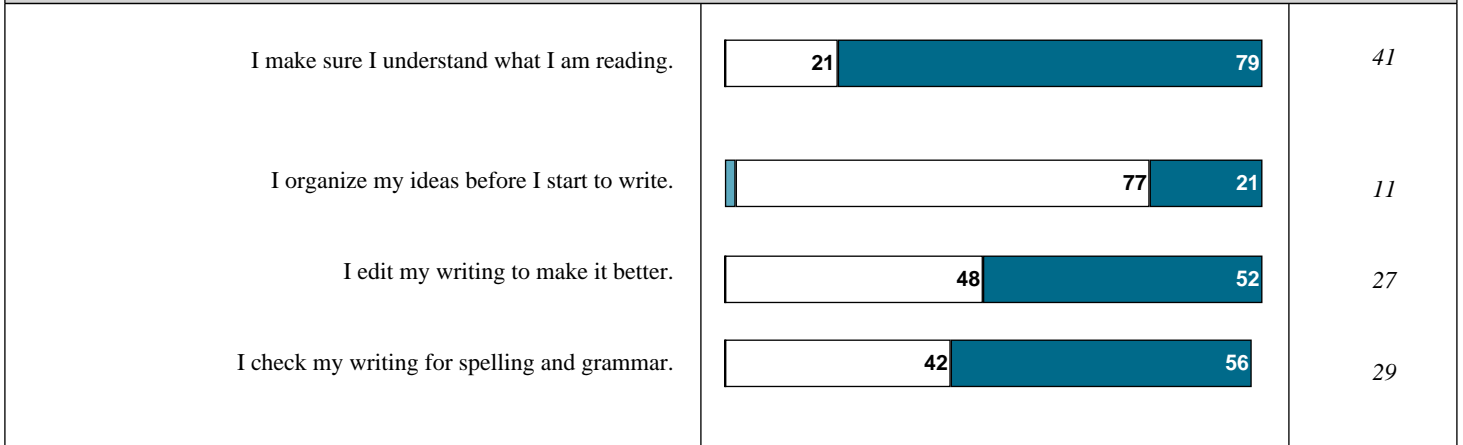 I make sure I understand what I am reading. 21 79 41
I organize my ideas before I start to write. 77 21 11
I edit my writing to make it better. 48 52 27
I check my writing for spelling and grammar. 42 56 29